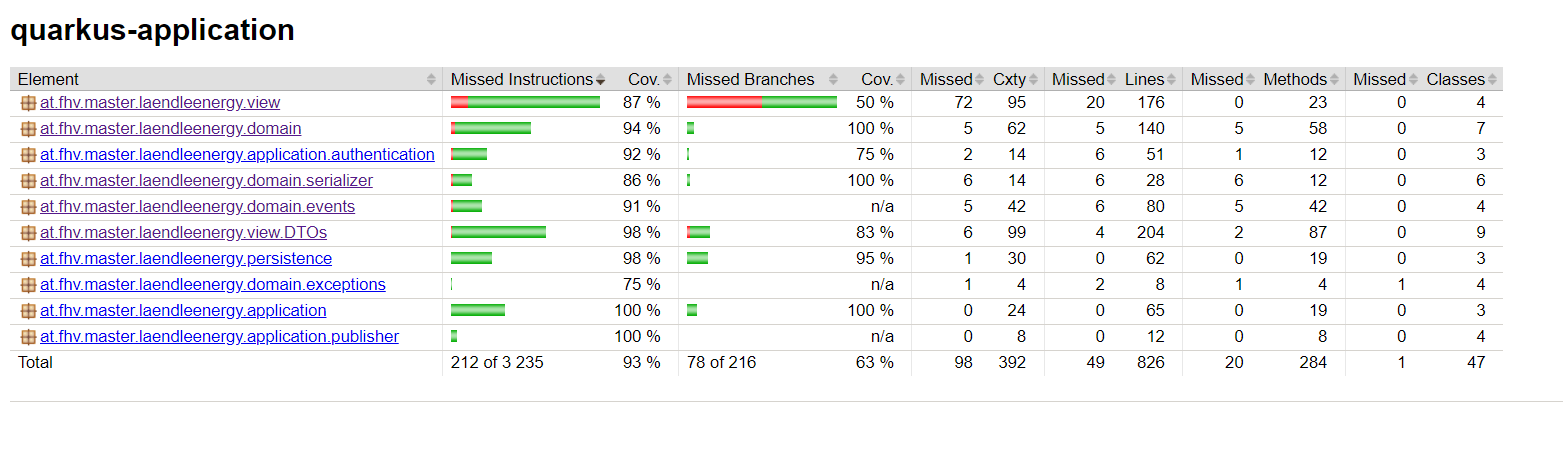 quarkus-application
Element Missed Instructions Cov. Missed Branches Cov. Missed Cxty Missed Lines Missed Methods Missed Classes
at.fhv.master.laendleenergy.view 87 % 50 % 72 95 20 176 0 23 0 4
at.fhv.master.laendleenergy.domain 94 % 100 % 5 62 5 140 5 58 0 7
at.fhv.master.laendleenergy.application.authentication 92 % 75 % 2 14 6 51 1 12 0 3
at.fhv.master.laendleenergy.domain.serializer 86 % 100 % 6 14 6 28 6 12 0 6
at.fhv.master.laendleenergy.domain.events 91 % n/a 5 42 6 80 5 42 0 4
at.fhv.master.laendleenergy.view.DTOs 98 % 83 % 6 99 4 204 2 87 0 9
at.fhv.master.laendleenergy.persistence 98 % 95 % 1 30 0 62 0 19 0 3
at.fhv.master.laendleenergy.domain.exceptions 75 % n/a 1 4 2 8 1 4 1 4
at.fhv.master.laendleenergy.application 100 % 100 % 0 24 0 65 0 19 0 3
at.fhv.master.laendleenergy.application.publisher 100 % n/a 0 8 0 12 0 8 0 4
Total 212 of 3 235 93 % 78 of 216 63 % 98 392 49 826 20 284 1 47